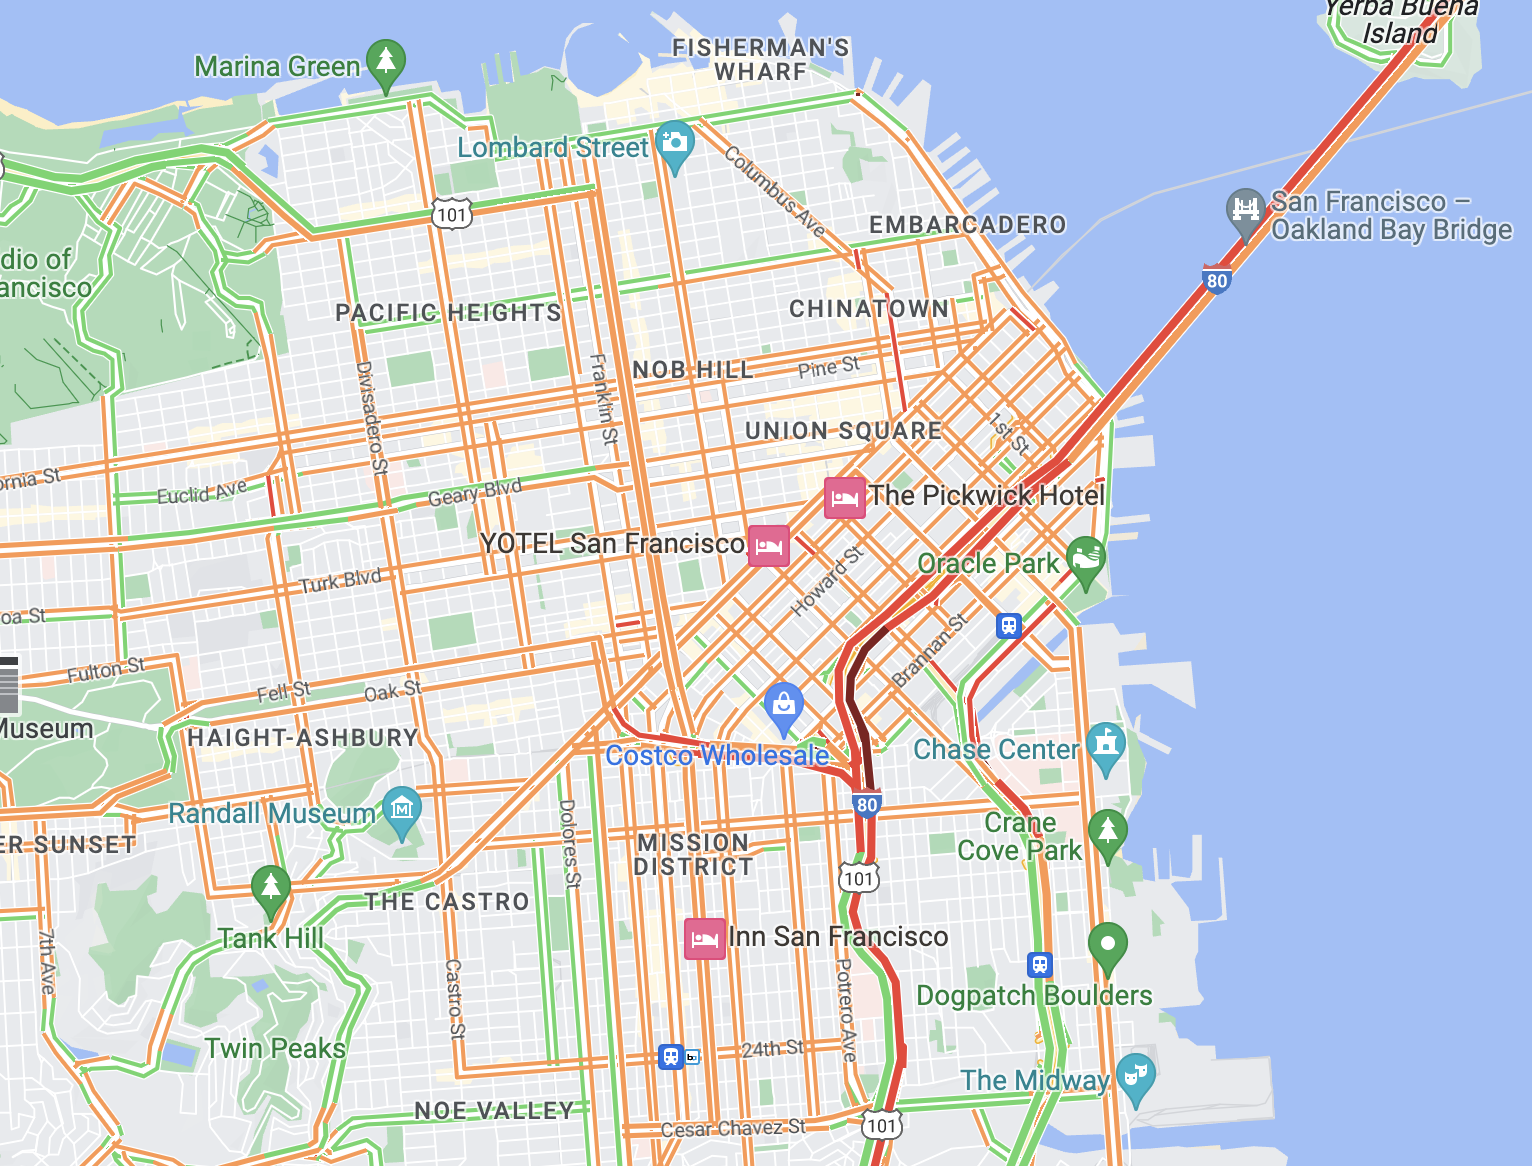 Yerba Buena
Island
FISHERMAN'S
WHARF
Marina Green
Lombard Street
Columbus Ave
101
San Francisco –
Oakland Bay Bridge
EMBARCADERO
dio of
ancisco
80
PACIFIC HEIGHTS
CHINATOWN
NOB HILL
Pine St
Divisadero St
Franklin St
UNION SQUARE
1st St
ornia St
Euclid Ave
Geary Blvd
The Pickwick Hotel
YOTEL San Francisco
Howard St
Oracle Park
Turk Blvd
oa St
Brannan St
Fulton St
Fell St
Oak St
Museum
HAIGHT-ASHBURY
Costco Wholesale
Chase Center
80
Randall Museum
Dolores St
Crane
Cove Park
ER SUNSET
MISSION
DISTRICT
101
THE CASTRO
Tank Hill
Inn San Francisco
7th Ave
Castro St
Potrero Ave
Dogpatch Boulders
Twin Peaks
24th St
The Midway
NOE VALLEY
Cesar Chavez St
101